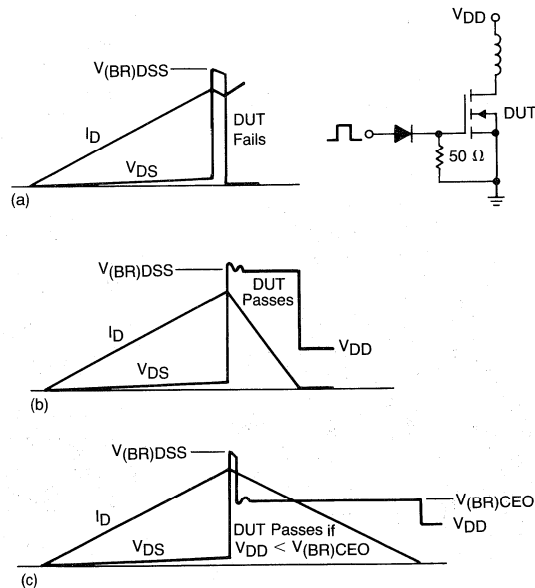 V(BR)DSS
ID
VDS
DUT
Fails
(a)
VDD
DUT
50 Ω
V(BR)DSS
DUT
Passes
ID
VDS
VDD
(b)
V(BR)DSS
ID
VDS
DUT Passes if
VDD < V(BR)CEO
V(BR)CEO
VDD
(c)